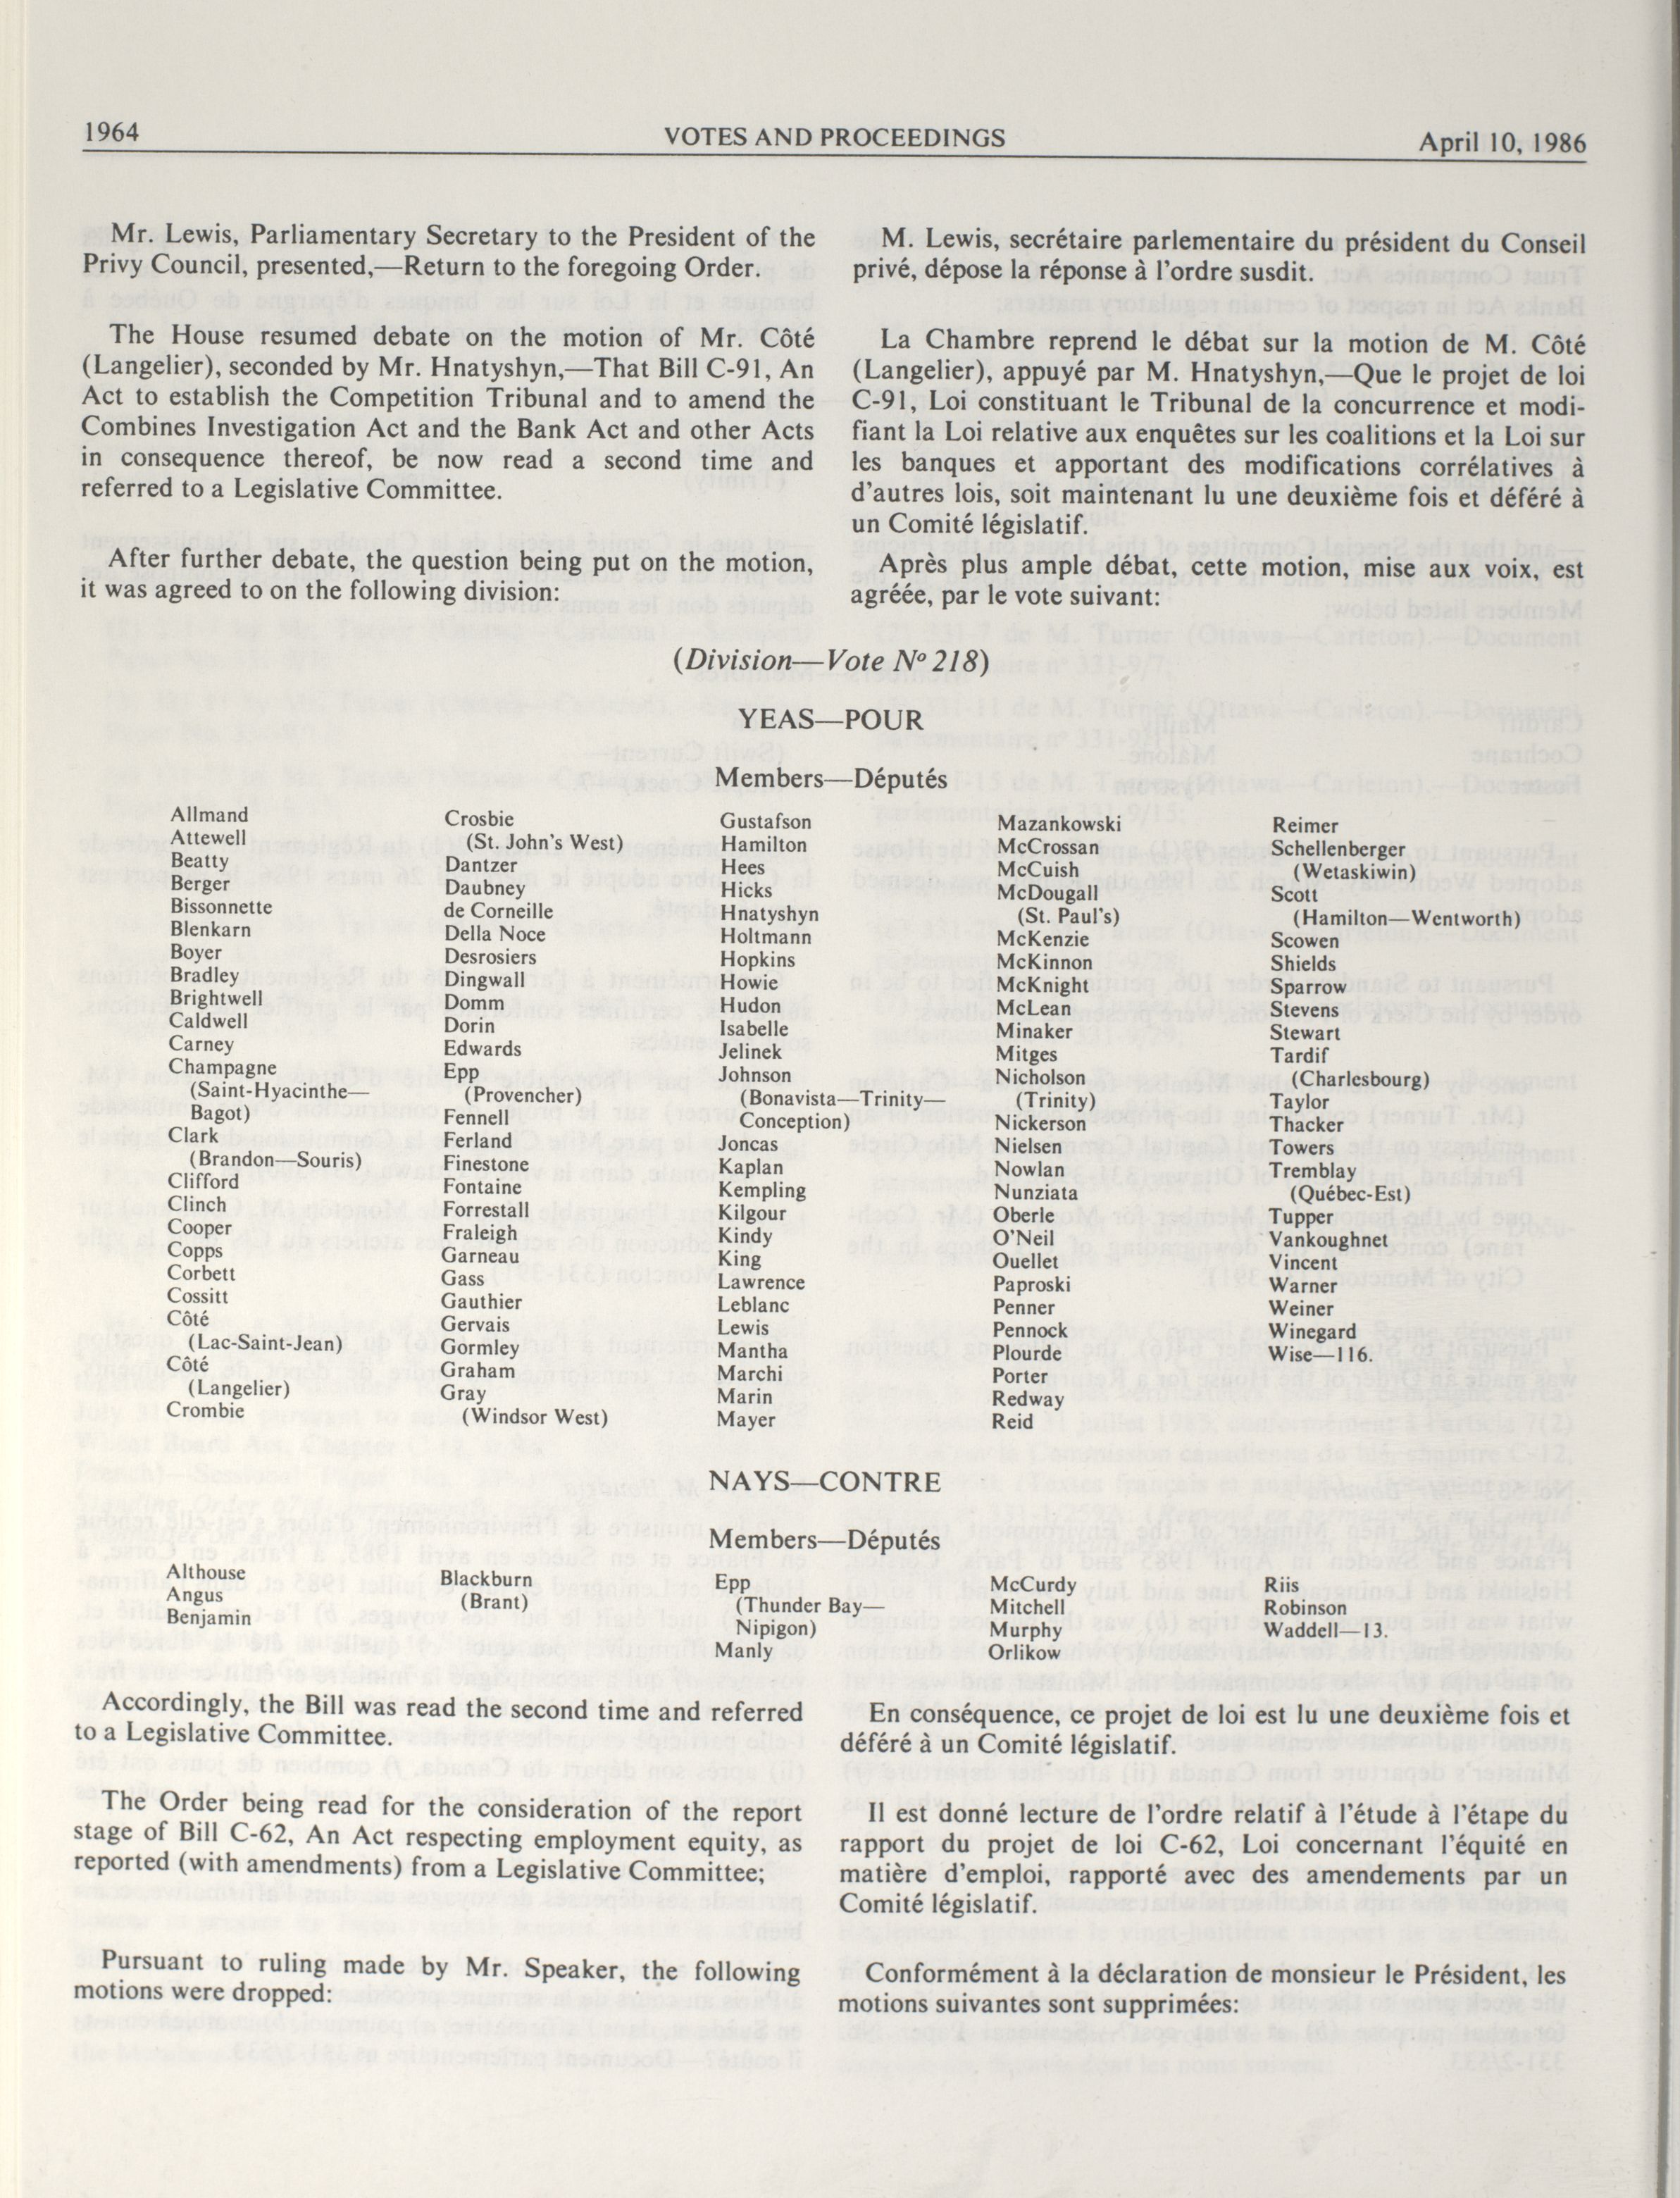 1964
VOTES AND PROCEEDINGS
April 10, 1986
Mr. Lewis, Parliamentary Secretary to the President of the
Privy Council, presented,—Return to the foregoing Order.
The House resumed debate on the motion of Mr. Côté
(Langelier), seconded by Mr. Hnatyshyn,—That Bill C-91, An
Act to establish the Competition Tribunal and to amend the
Combines Investigation Act and the Bank Act and other Acts
in consequence thereof, be now read a second time and
referred to a Legislative Committee.
After further debate, the question being put on the motion,
it was agreed to on the following division:
M. Lewis, secrétaire parlementaire du président du Conseil
privé, dépose la réponse à l'ordre susdit.
La Chambre reprend le débat sur la motion de M. Côté
(Langelier), appuyé par M. Hnatyshyn,—Que le projet de loi
C-91, Loi constituant le Tribunal de la concurrence et modi-
fiant la Loi relative aux enquêtes sur les coalitions et la Loi sur
les banques et apportant des modifications corrélatives à
d'autres lois, soit maintenant lu une deuxième fois et déféré à
un Comité législatif.
Après plus ample débat, cette motion, mise aux voix, est
agréée, par le vote suivant:
(Division—Vote Nº 218)
YEAS—POUR
Members—Députés
Allmand
Attewell
Beatty
Berger
Bissonnette
Blenkarn
Boyer
Bradley
Brightwell
Caldwell
Carney
Champagne
(Saint-Hyacinthe—
Bagot)
Clark
(Brandon—Souris)
Clifford
Clinch
Cooper
Copps
Corbett
Cossitt
Côté
(Lac-Saint-Jean)
Côté
(Langelier)
Crombie
Crosbie
(St. John's West)
Dantzer
Daubney
de Corneille
Della Noce
Desrosiers
Dingwall
Domm
Dorin
Edwards
Epp
(Provencher)
Fennell
Ferland
Finestone
Fontaine
Forrestall
Fraleigh
Garneau
Gass
Gauthier
Gervais
Gormley
Graham
Gray
(Windsor West)
Gustafson
Hamilton
Hees
Hicks
Hnatyshyn
Holtmann
Hopkins
Howie
Hudon
Isabelle
Jelinek
Johnson
(Bonavista—Trinity—
Conception)
Joncas
Kaplan
Kempling
Kilgour
Kindy
King
Lawrence
Leblanc
Lewis
Mantha
Marchi
Marin
Mayer
Mazankowski
McCrossan
McCuish
McDougall
(St. Paul's)
McKenzie
McKinnon
McKnight
McLean
Minaker
Mitges
Nicholson
(Trinity)
Nickerson
Nielsen
Nowlan
Nunziata
Oberle
O'Neil
Ouellet
Paproski
Penner
Pennock
Plourde
Porter
Redway
Reid
Reimer
Schellenberger
(Wetaskiwin)
Scott
(Hamilton—Wentworth)
Scowen
Shields
Sparrow
Stevens
Stewart
Tardif
(Charlesbourg)
Taylor
Thacker
Towers
Tremblay
(Québec-Est)
Tupper
Vankoughnet
Vincent
Warner
Weiner
Winegard
Wise—116.
NAYS—CONTRE
Members—Députés
Althouse
Angus
Benjamin
Blackburn
(Brant)
Epp
(Thunder Bay—
Nipigon)
Manly
McCurdy
Mitchell
Murphy
Orlikow
Riis
Robinson
Waddell—13.
Accordingly, the Bill was read the second time and referred
to a Legislative Committee.
The Order being read for the consideration of the report
stage of Bill C-62, An Act respecting employment equity, as
reported (with amendments) from a Legislative Committee;
Pursuant to ruling made by Mr. Speaker, the following
motions were dropped:
En conséquence, ce projet de loi est lu une deuxième fois et
déféré à un Comité législatif.
Il est donné lecture de l'ordre relatif à l'étude à l'étape du
rapport du projet de loi C-62, Loi concernant l'équité en
matière d'emploi, rapporté avec des amendements par un
Comité législatif.
Conformément à la déclaration de monsieur le Président, les
motions suivantes sont supprimées: